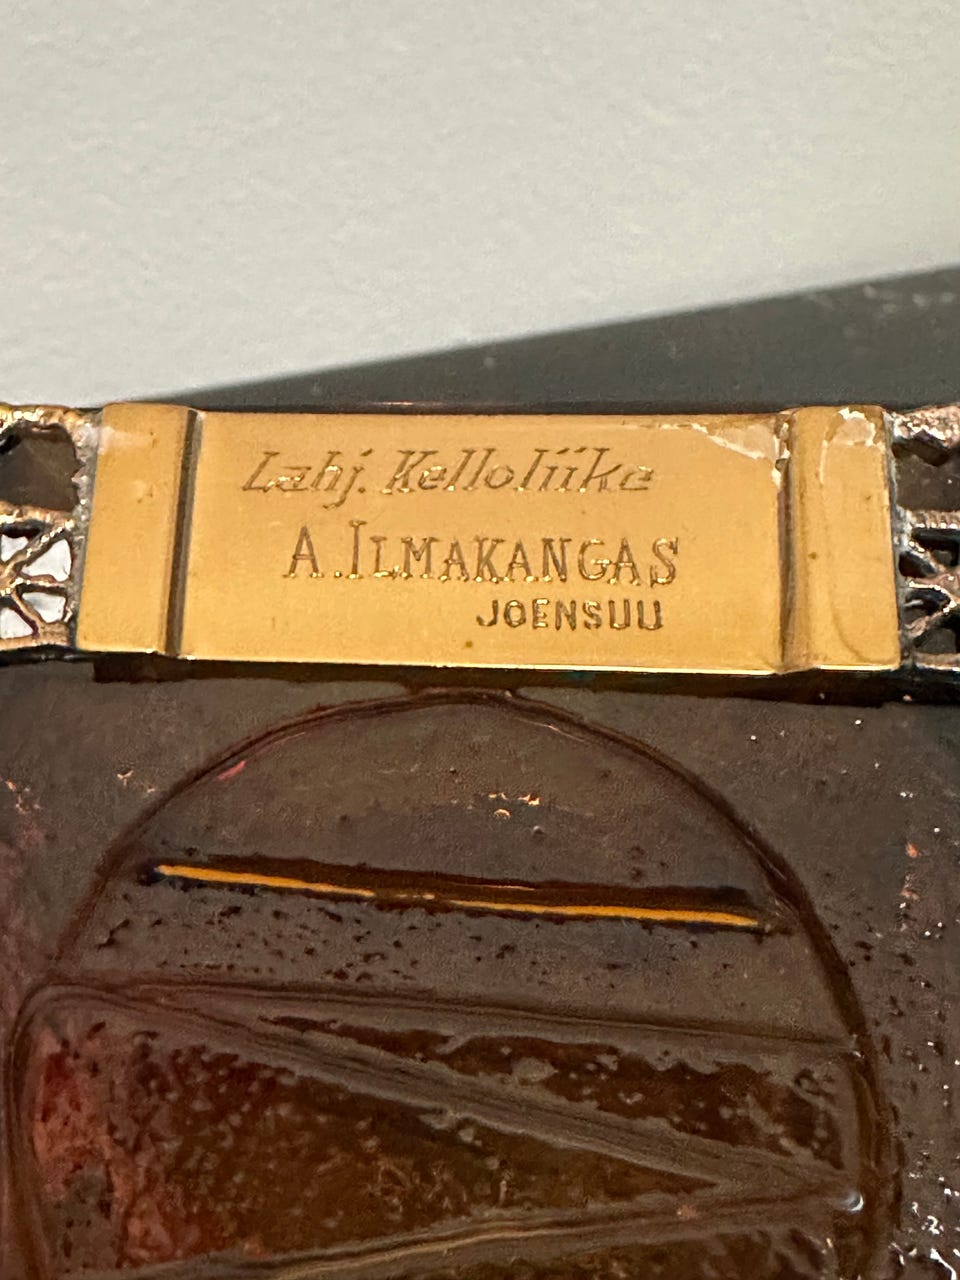 Lahj. Kelloliike
A. ILMAKANGAS
JOENSUU